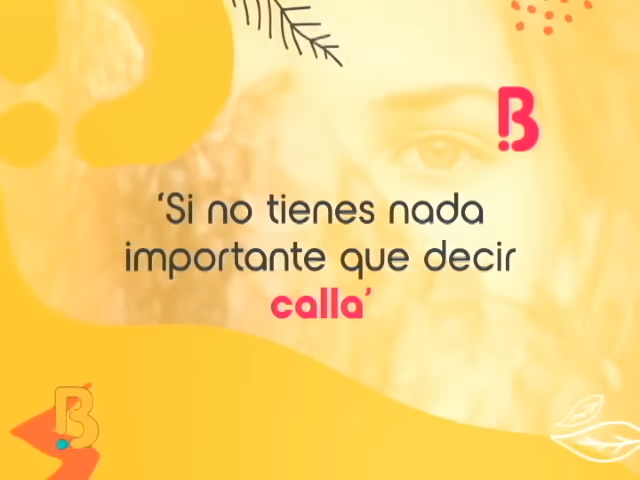 B
‘Si no tienes nada
importante que decir
calla’
B